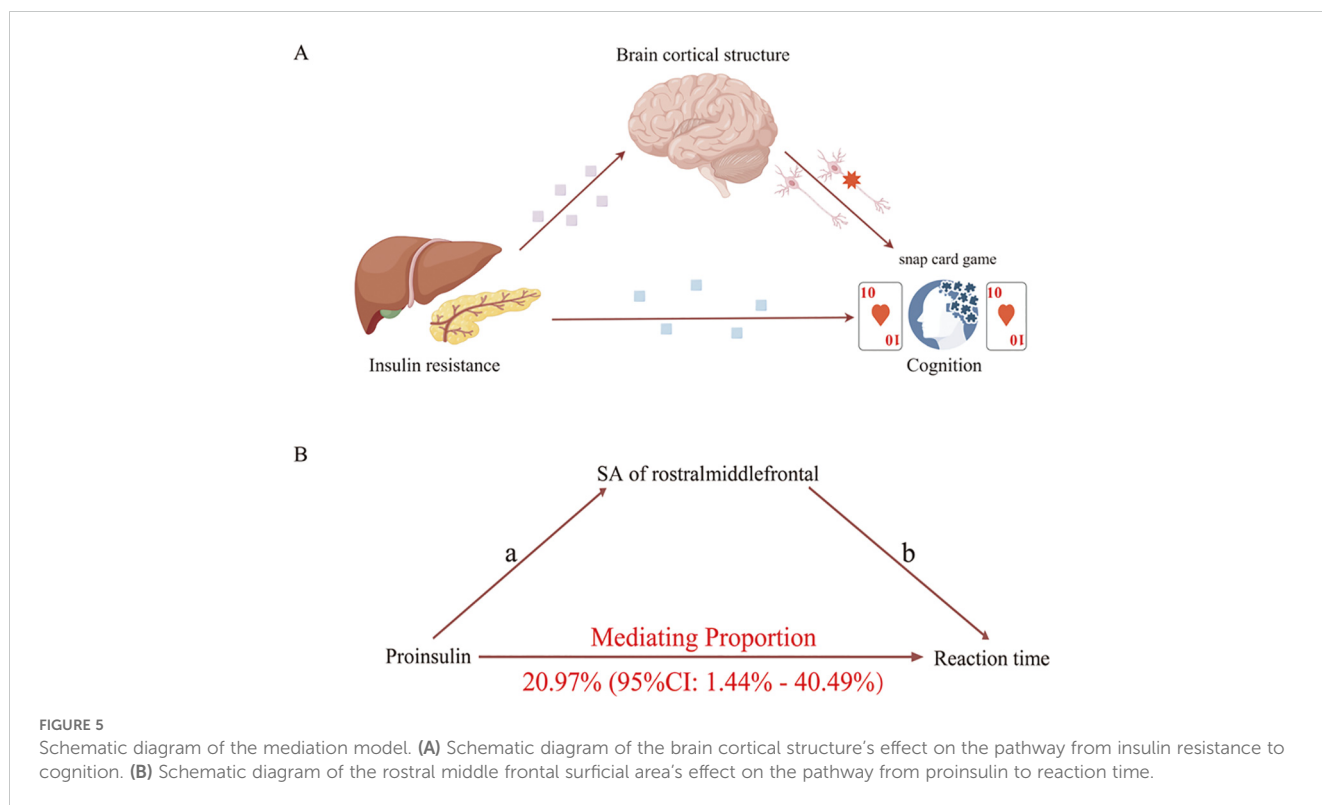 A
Brain cortical structure
snap card game
10
10
10
10
Insulin resistance
Cognition
B
SA of rostralmiddlefrontal
a
b
Mediating Proportion
Proinsulin
Reaction time
20.97% (95%CI: 1.44% - 40.49%)
FIGURE 5
Schematic diagram of the mediation model. (A) Schematic diagram of the brain cortical structure's effect on the pathway from insulin resistance to
cognition. (B) Schematic diagram of the rostral middle frontal surficial area's effect on the pathway from proinsulin to reaction time.